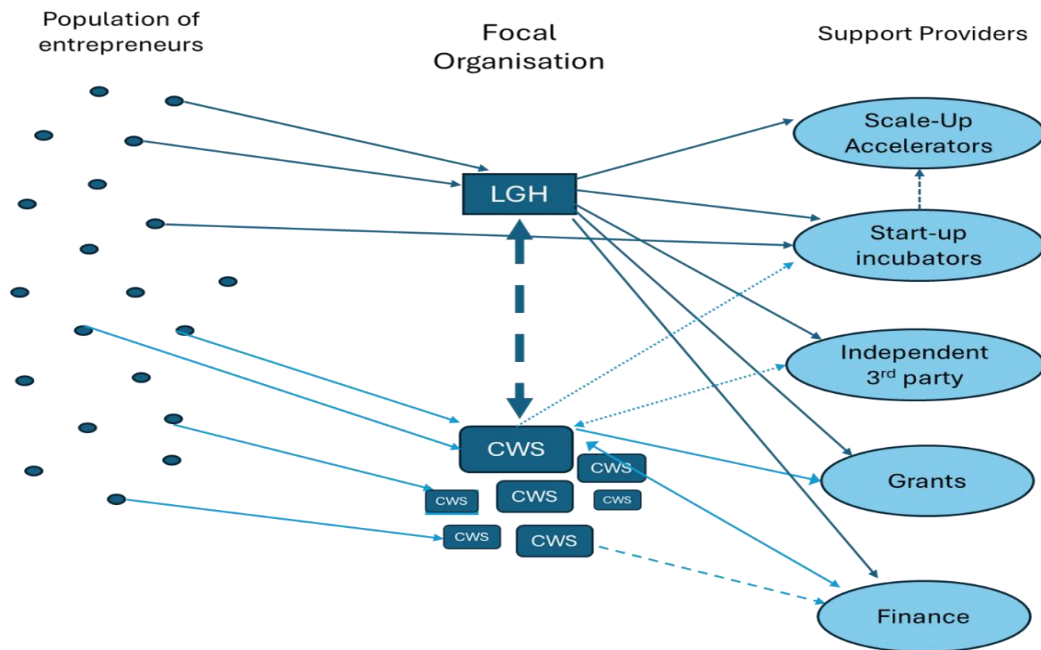 Population of
entrepreneurs
Focal
Organisation
Support Providers
Scale-Up
Accelerators
LGH
Start-up
incubators
Independent
3rd party
CWS
CWS
CWS
CWS
CWS
CWS
CWS
Grants
Finance